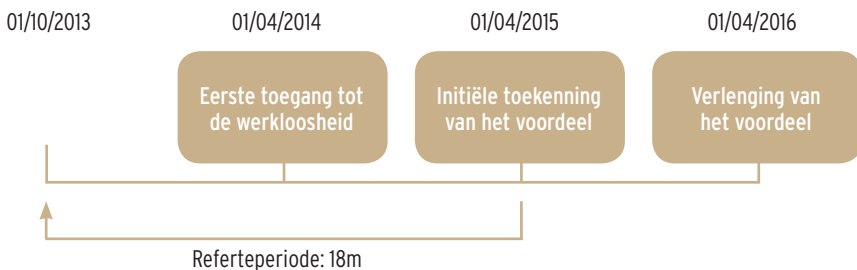 01/10/2013 01/04/2014 01/04/2015 01/04/2016
Eerste toegang tot
de werkloosheid
Initiële toekenning
van het voordeel
Verlenging van
het voordeel
Referteperiode: 18m